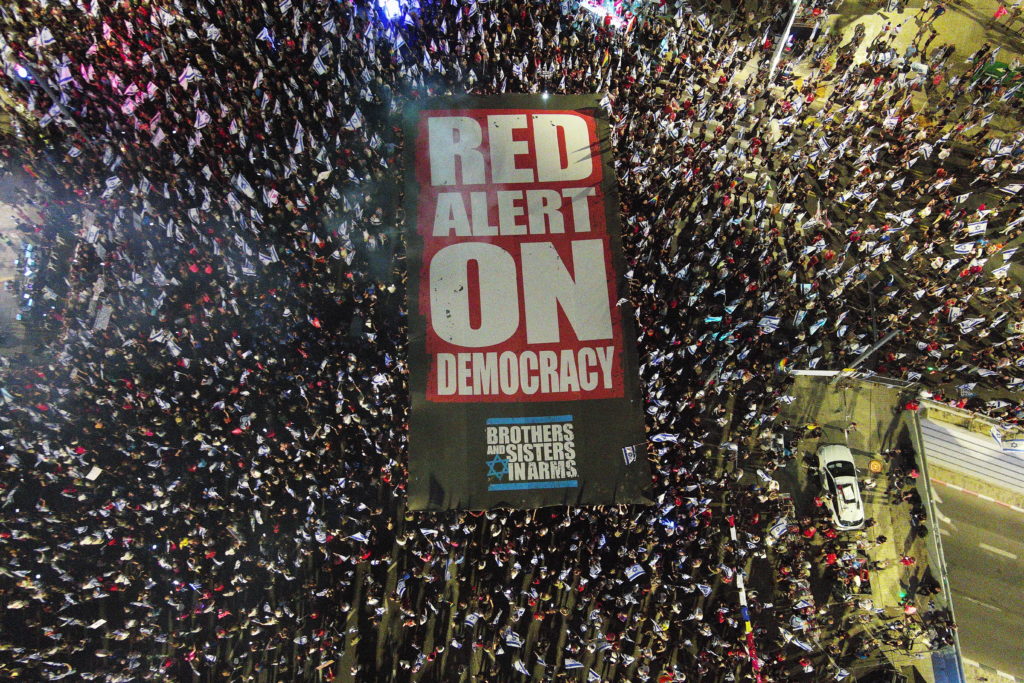 RED
ALERT
ON
DEMOCRACY
BROTHERS
AND SISTERS
IN ARMS